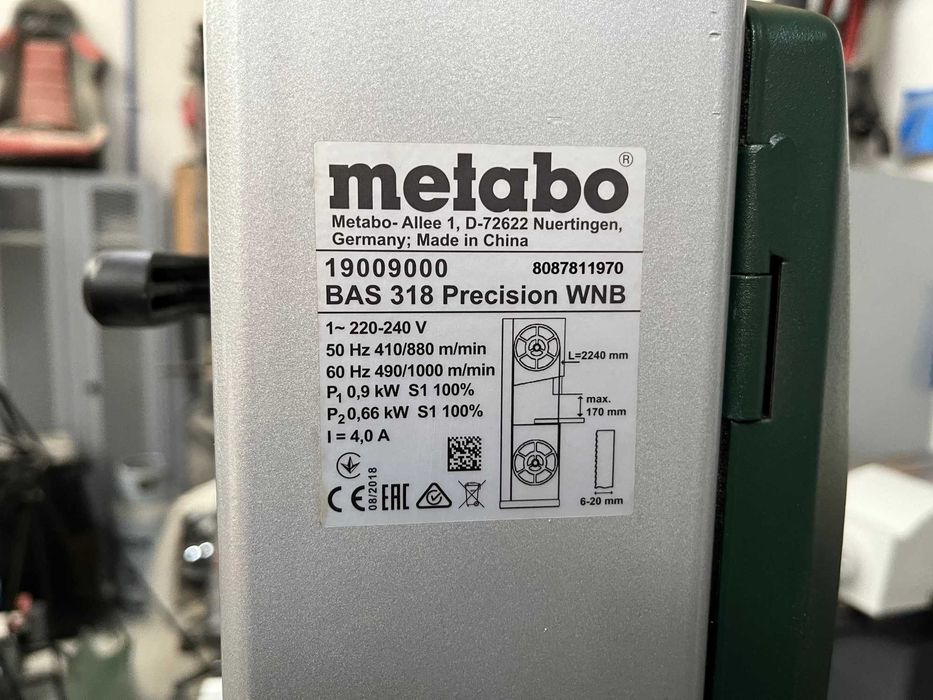 metabo®
Metabo- Allee 1, D-72622 Nuertingen,
Germany; Made in China
19009000 8087811970
BAS 318 Precision WNB
1~ 220-240 V
50 Hz 410/880 m/min
60 Hz 490/1000 m/min
P1 0,9 kW S1 100%
P2 0,66 kW S1 100%
I = 4,0 A
L=2240 mm
max.
170 mm
6-20 mm
CE 08/2018 EAC